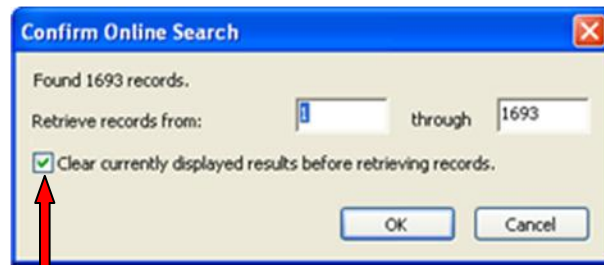 Confirm Online Search
Found 1693 records.
Retrieve records from: 1 through 1693
Clear currently displayed results before retrieving records.
OK Cancel